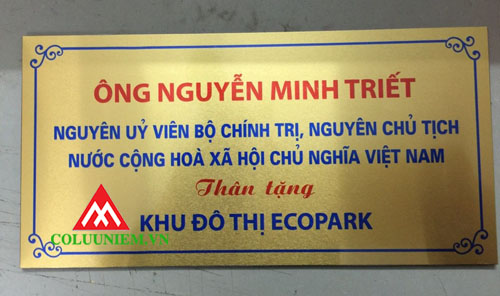 ÔNG NGUYỄN MINH TRIẾT
NGUYÊN UỶ VIÊN BỘ CHÍNH TRỊ, NGUYÊN CHỦ TỊCH
NƯỚC CỘNG HOÀ XÃ HỘI CHỦ NGHĨA VIỆT NAM
Thân tặng
KHU ĐÔ THỊ ECOPARK
COLUUNIEM.VN